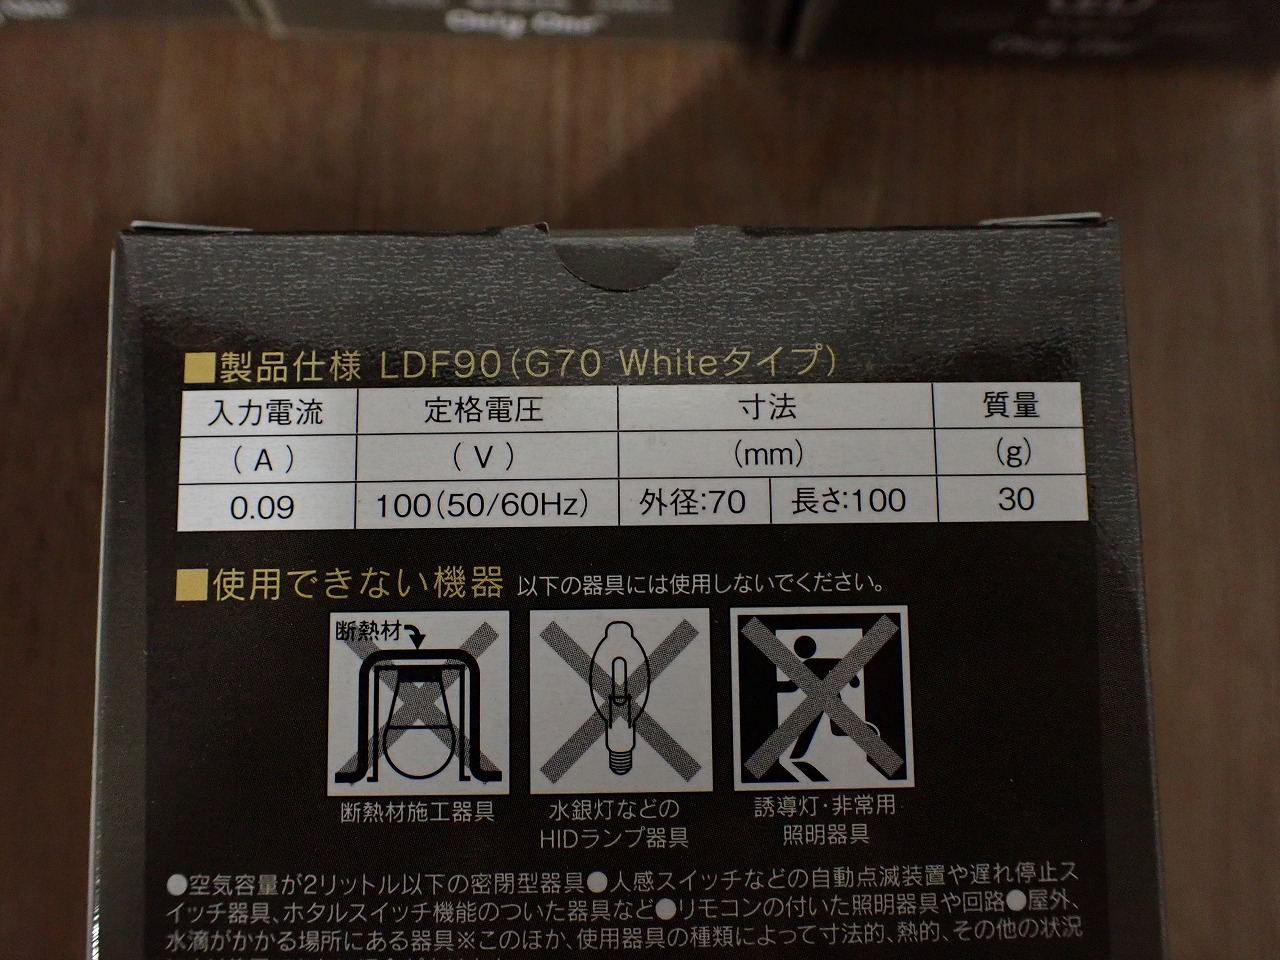 Only One
■製品仕様 LDF90(G70 Whiteタイプ)
入力電流 定格電圧 寸法 質量
(A) (V) (mm) (g)
0.09 100(50/60Hz) 外径:70 長さ:100 30
■使用できない機器 以下の器具には使用しないでください。
断熱材
断熱材施工器具 水銀灯などの 誘導灯・非常用
HIDランプ器具 照明器具
●空気容量が2リットル以下の密閉型器具●人感スイッチなどの自動点滅装置や遅れ停止ス
イッチ器具、ホタルスイッチ機能のついた器具など●リモコンの付いた照明器具や回路●屋外、
水滴がかかる場所にある器具※このほか、使用器具の種類によって寸法的、熱的、その他の状況